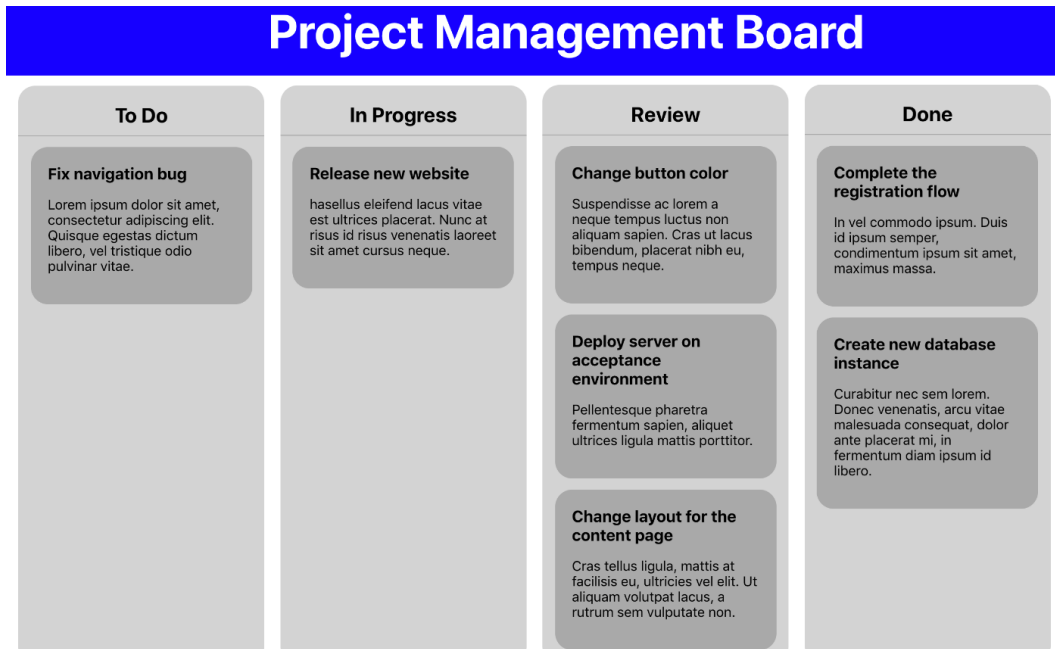 Project Management Board
To Do
Fix navigation bug
Lorem ipsum dolor sit amet,
consectetur adipiscing elit.
Quisque egestas dictum
libero, vel tristique odio
pulvinar vitae.
In Progress
Release new website
hasellus eleifend lacus vitae
est ultrices placerat. Nunc at
risus id risus venenatis laoreet
sit amet cursus neque.
Review
Change button color
Suspendisse ac lorem a
neque tempus luctus non
aliquam sapien. Cras ut lacus
bibendum, placerat nibh eu,
tempus neque.
Deploy server on
acceptance
environment
Pellentesque pharetra
fermentum sapien, aliquet
ultrices ligula mattis porttitor.
Change layout for the
content page
Cras tellus ligula, mattis at
facilisis eu, ultricies vel elit. Ut
aliquam volutpat lacus, a
rutrum sem vulputate non.
Done
Complete the
registration flow
In vel commodo ipsum. Duis
id ipsum semper,
condimentum ipsum sit amet,
maximus massa.
Create new database
instance
Curabitur nec sem lorem.
Donec venenatis, arcu vitae
malesuada consequat, dolor
ante placerat mi, in
fermentum diam ipsum id
libero.